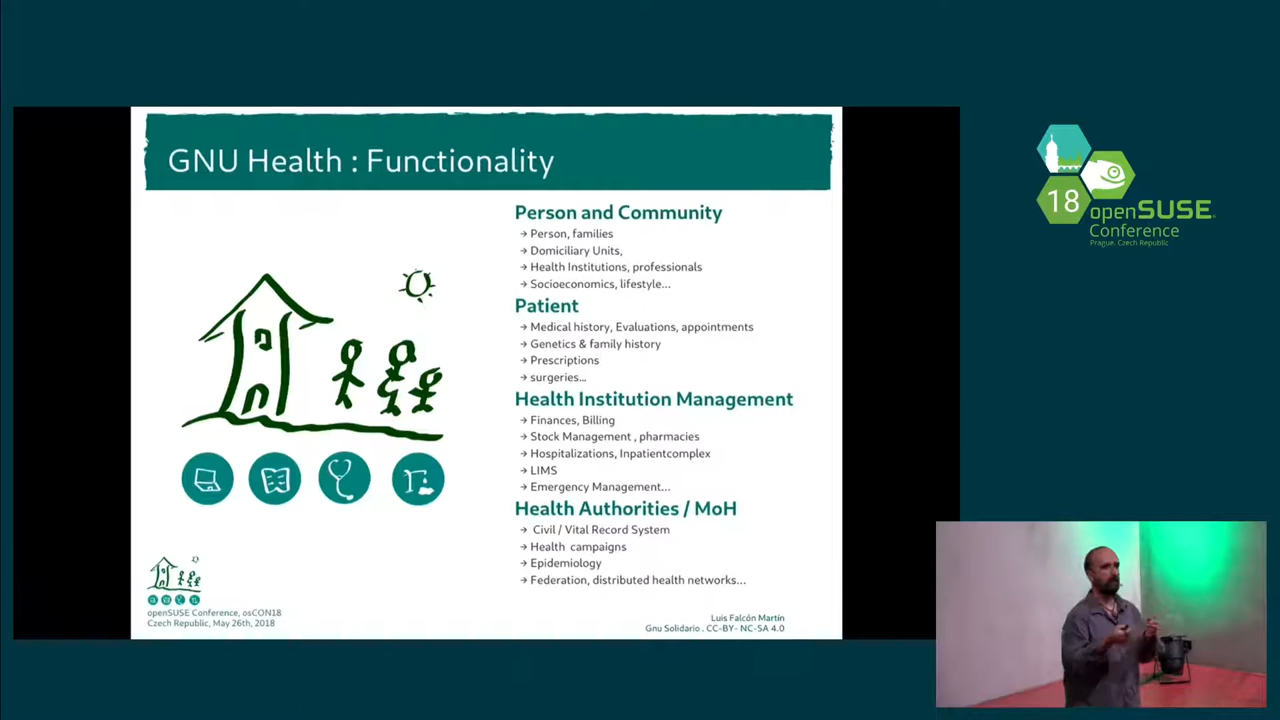 GNU Health : Functionality
Person and Community
→ Person, families
→ Domiciliary Units,
→ Health Institutions, professionals
→ Socioeconomics, lifestyle...
Patient
→ Medical history, Evaluations, appointments
→ Genetics & family history
→ Prescriptions
→ surgeries...
Health Institution Management
→ Finances, Billing
→ Stock Management , pharmacies
→ Hospitalizations, Inpatientcomplex
→ LIMS
→ Emergency Management...
Health Authorities / MoH
→ Civil / Vital Record System
→ Health campaigns
→ Epidemiology
→ Federation, distributed health networks...
openSUSE Conference, osCON18
Czech Republic, May 26th, 2018
Luis Falcón Martín
Gnu Solidario . CC-BY- NC-SA 4.0
18
openSUSE
Conference
Prague, Czech Republic